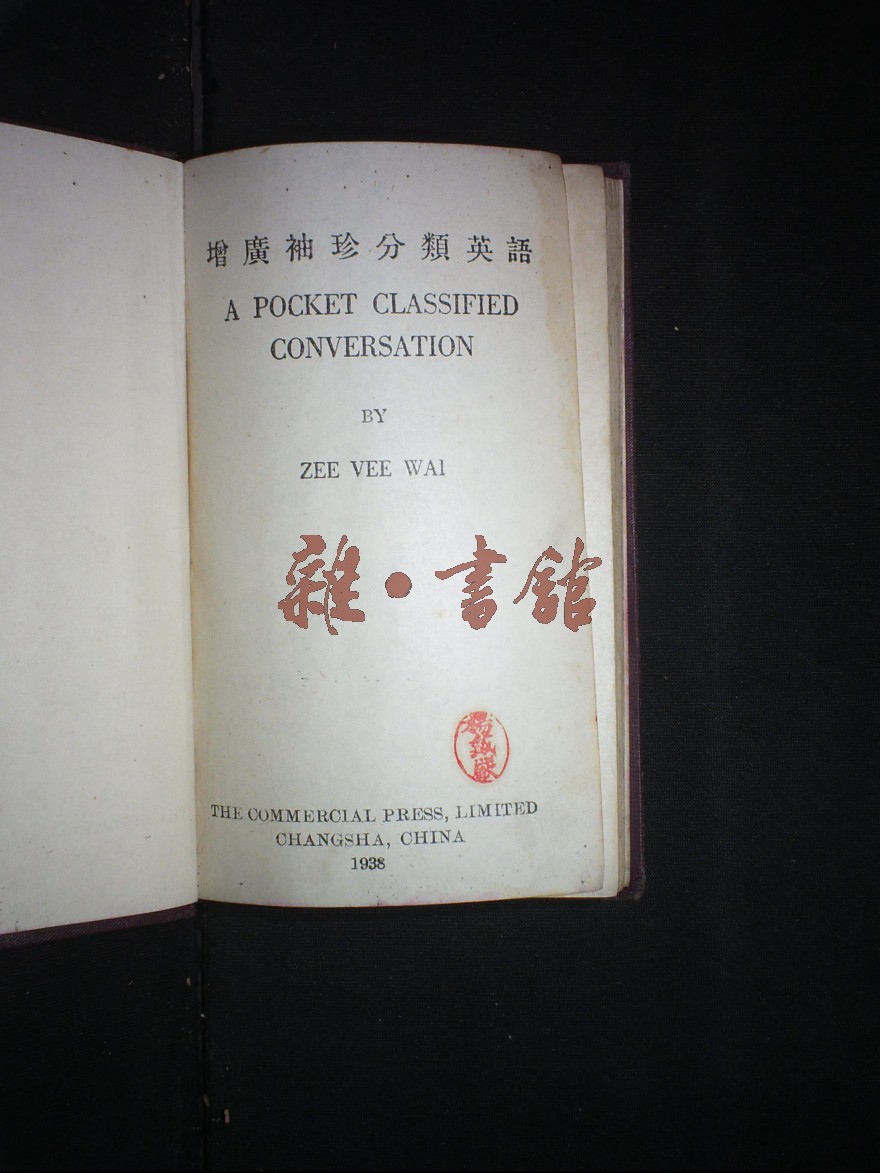 增廣袖珍分類英語
A POCKET CLASSIFIED
CONVERSATION
BY
ZEE VEE WAI
雜·書館
THE COMMERCIAL PRESS, LIMITED
CHANGSHA, CHINA
1938